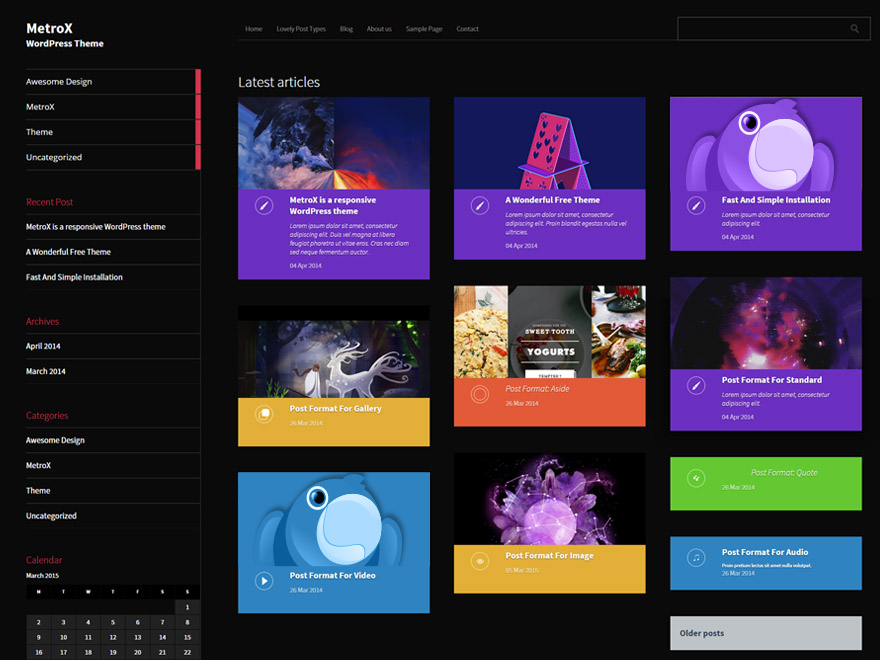 MetroX
WordPress Theme
Home Lovely Post Types Blog About us Sample Page Contact
Awesome Design
MetroX
Theme
Uncategorized
Recent Post
MetroX is a responsive WordPress theme
A Wonderful Free Theme
Fast And Simple Installation
Archives
April 2014
March 2014
Categories
Awesome Design
MetroX
Theme
Uncategorized
Calendar
March 2015
M T W T F S S
1
2 3 4 5 6 7 8
9 10 11 12 13 14 15
16 17 18 19 20 21 22
Latest articles
MetroX is a responsive
WordPress theme
Lorem ipsum dolor sit amet, consectetur
adipiscing elit. Duis vel magna at libero
feugiat pharetra ut vitae eros. Cras nec diam
sed neque fermentum auctor.
04 Apr 2014
A Wonderful Free Theme
Lorem ipsum dolor sit amet, consectetur
adipiscing elit. Proin blandit egestas nulla vel
ultricies.
04 Apr 2014
Fast And Simple Installation
Lorem ipsum dolor sit amet, consectetur
adipiscing elit.
04 Apr 2014
Post Format For Gallery
26 Mar 2014
SWEET TOOTH
YOGURTS
Post Format: Aside
26 Mar 2014
Post Format For Standard
Lorem ipsum dolor sit amet, consectetur
adipiscing elit.
04 Apr 2014
Post Format For Video
26 Mar 2014
Post Format For Image
05 Mar 2015
Post Format: Quote
26 Mar 2014
Post Format For Audio
Proin pretium lectus sit amet nulla volutpat,
26 Mar 2014
Older posts